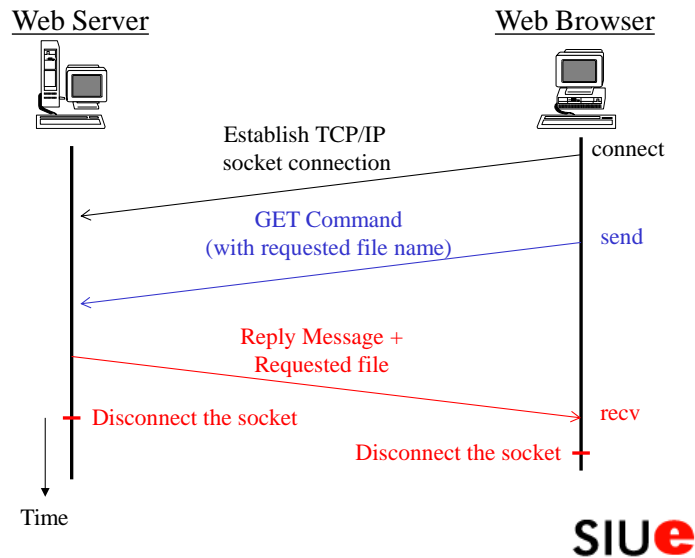 Web Server
Web Browser
Establish TCP/IP
socket connection
connect
GET Command
(with requested file name)
send
Reply Message +
Requested file
recv
Disconnect the socket
Disconnect the socket
Time
SIUe